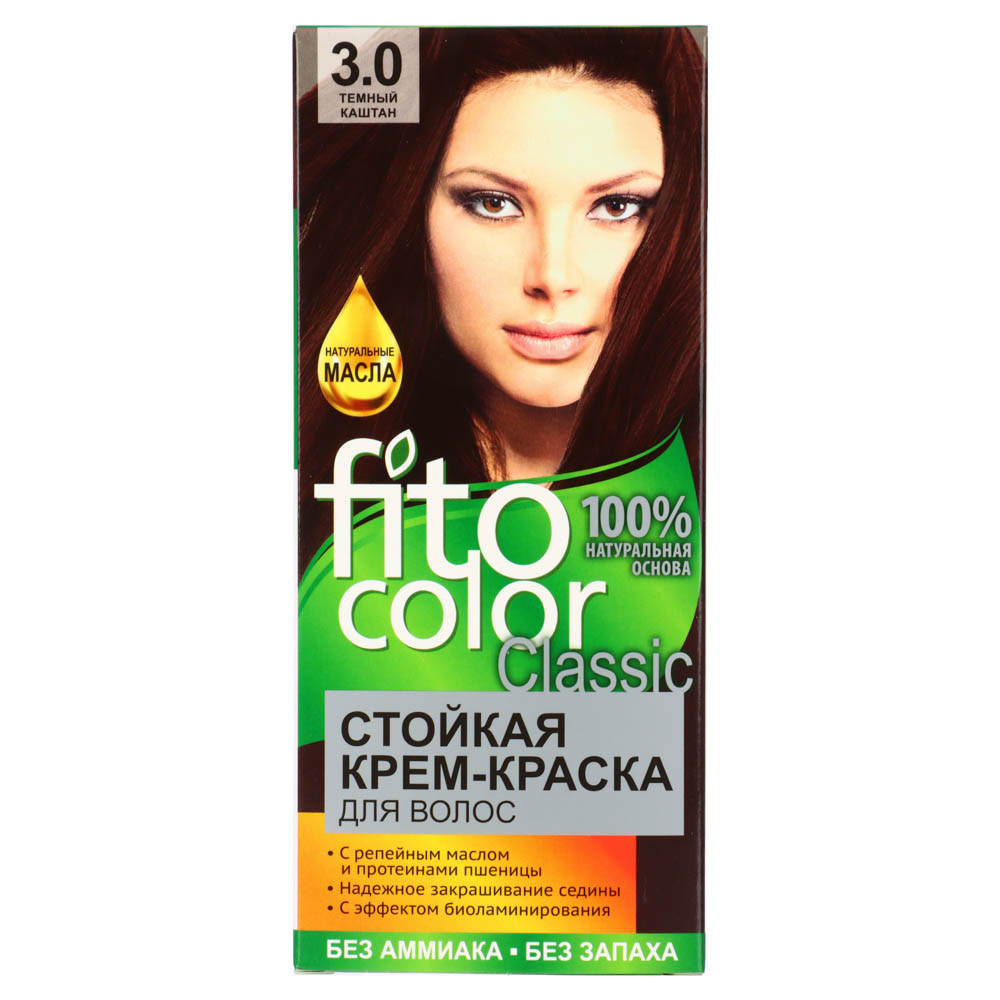 3.0
ТЕМНЫЙ
КАШТАН
НАТУРАЛЬНЫЕ
МАСЛА
fito
color
Classic
100%
НАТУРАЛЬНАЯ
ОСНОВА
СТОЙКАЯ
КРЕМ-КРАСКА
ДЛЯ ВОЛОС
• С репейным маслом
и протеинами пшеницы
• Надежное закрашивание седины
• С эффектом биоламинирования
БЕЗ АММИАКА ▪ БЕЗ ЗАПАХА